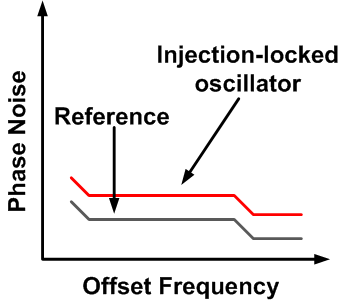 Injection-locked
oscillator
Reference
Phase Noise
Offset Frequency